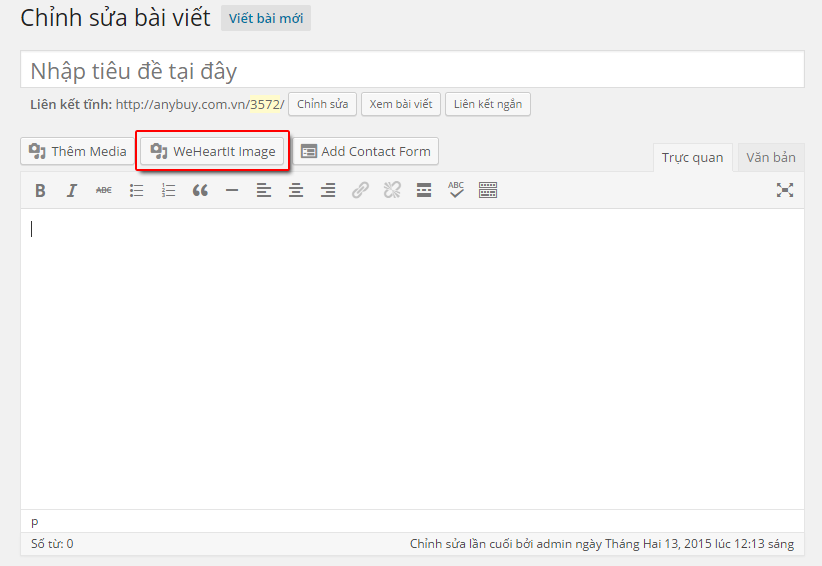 Chỉnh sửa bài viết Viết bài mới
Nhập tiêu đề tại đây
Liên kết tĩnh: http://anybuy.com.vn/3572/ Chỉnh sửa Xem bài viết Liên kết ngắn
Thêm Media WeHeartIt Image Add Contact Form Trực quan Văn bản
B I ABC ABC
p
Số từ: 0 Chỉnh sửa lần cuối bởi admin ngày Tháng Hai 13, 2015 lúc 12:13 sáng